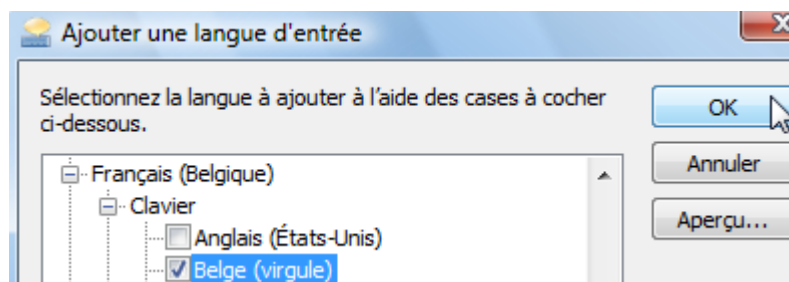 Ajouter une langue d'entrée
Sélectionnez la langue à ajouter à l'aide des cases à cocher
ci-dessous.
OK
Annuler
Aperçu...
Français (Belgique)
Clavier
Anglais (États-Unis)
Belge (virgule)